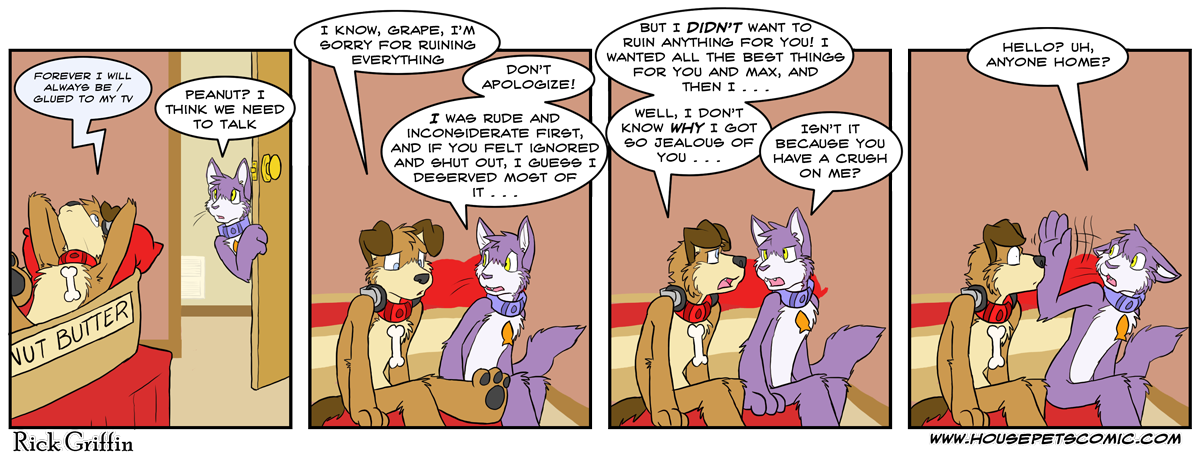 FOREVER I WILL
ALWAYS BE /
GLUED TO MY TV
PEANUT? I
THINK WE NEED
TO TALK
NUT BUTTER
I KNOW, GRAPE, I'M
SORRY FOR RUINING
EVERYTHING
DON'T
APOLOGIZE!
I WAS RUDE AND
INCONSIDERATE FIRST,
AND IF YOU FELT IGNORED
AND SHUT OUT, I GUESS I
DESERVED MOST OF
IT . . .
BUT I DIDN'T WANT TO
RUIN ANYTHING FOR YOU! I
WANTED ALL THE BEST THINGS
FOR YOU AND MAX, AND
THEN I . . .
WELL, I DON'T
KNOW WHY I GOT
SO JEALOUS OF
YOU . . .
ISN'T IT
BECAUSE YOU
HAVE A CRUSH
ON ME?
HELLO? UH,
ANYONE HOME?
Rick Griffin
WWW.HOUSEPETSCOMIC.COM